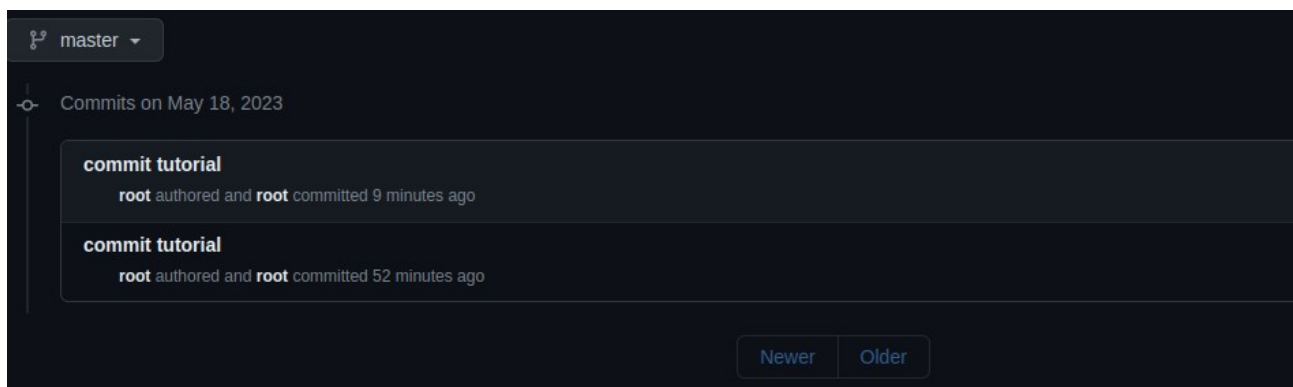 master
Commits on May 18, 2023
commit tutorial
root authored and root committed 9 minutes ago
commit tutorial
root authored and root committed 52 minutes ago
Newer Older